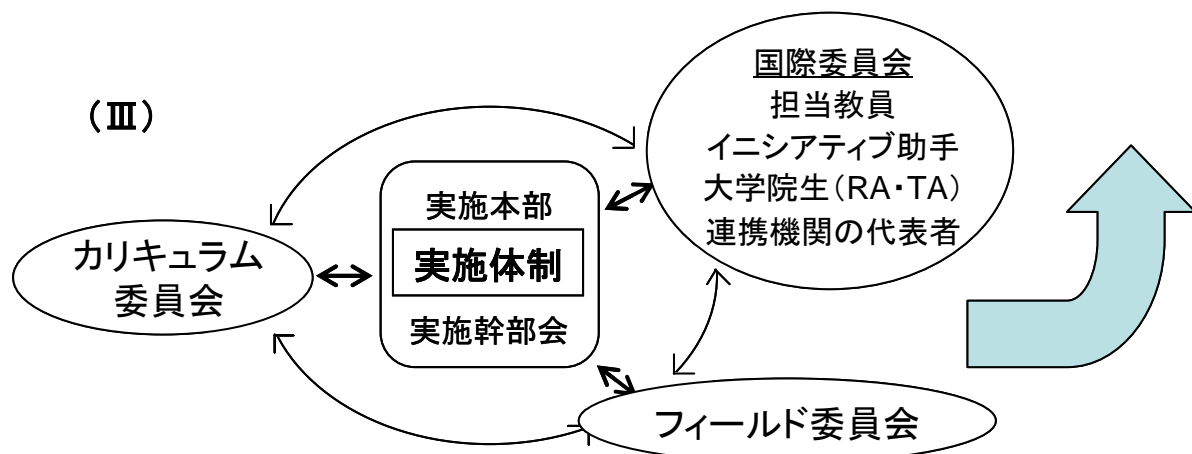 (Ⅲ)
国際委員会
担当教員
イニシアティブ助手
大学院生(RA・TA)
連携機関の代表者
実施本部
実施体制
実施幹部会
カリキュラム
委員会
フィールド委員会